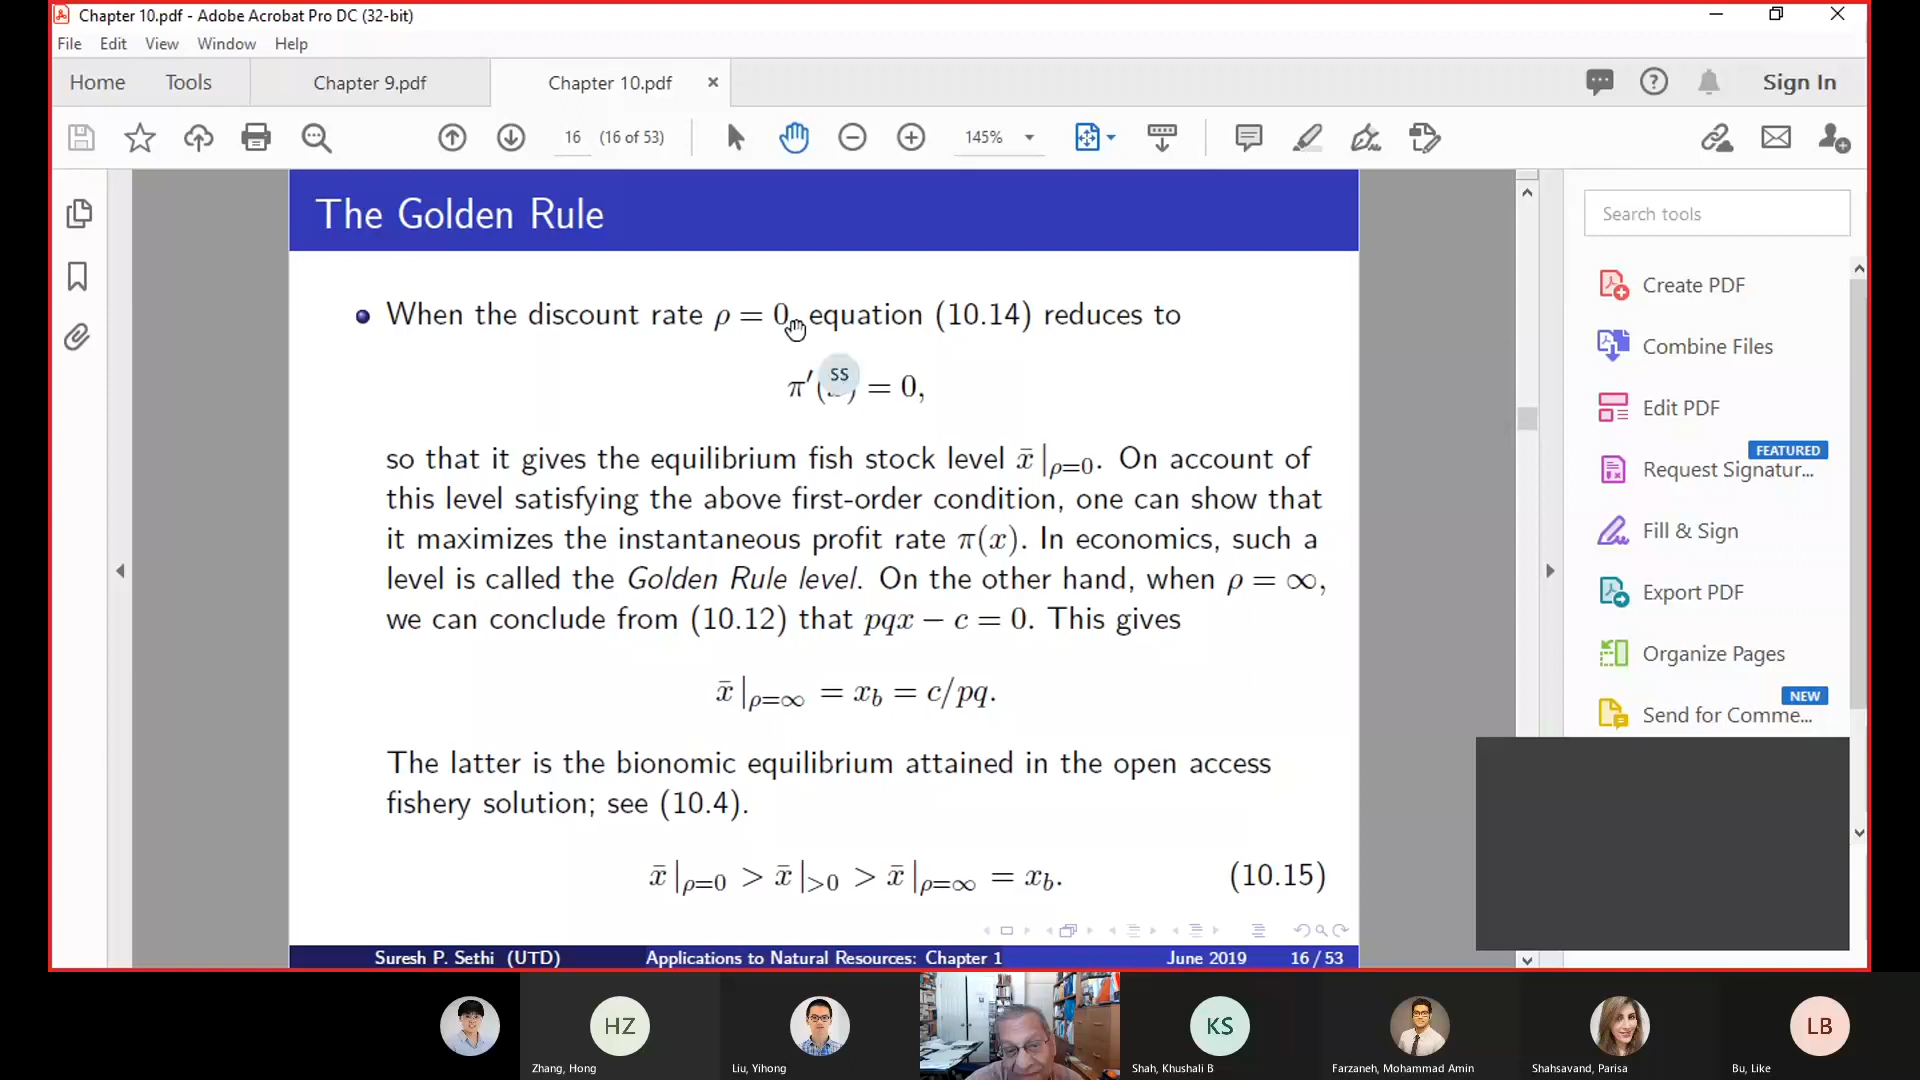 Chapter 10.pdf - Adobe Acrobat Pro DC (32-bit)
File Edit View Window Help
Home Tools Chapter 9.pdf Chapter 10.pdf × Sign In
16 (16 of 53) 145%
The Golden Rule
Search tools
When the discount rate ρ = 0, equation (10.14) reduces to
π′( ) = 0,
SS
so that it gives the equilibrium fish stock level x̄ |ρ=0. On account of
this level satisfying the above first-order condition, one can show that
it maximizes the instantaneous profit rate π(x). In economics, such a
level is called the Golden Rule level. On the other hand, when ρ = ∞,
we can conclude from (10.12) that pqx − c = 0. This gives
x̄ |ρ=∞ = xb = c/pq.
The latter is the bionomic equilibrium attained in the open access
fishery solution; see (10.4).
x̄ |ρ=0 > x̄ |>0 > x̄ |ρ=∞ = xb. (10.15)
Suresh P. Sethi (UTD) Applications to Natural Resources: Chapter 1 June 2019 16 / 53
Create PDF
Combine Files
Edit PDF
FEATURED
Request Signatur...
Fill & Sign
Export PDF
Organize Pages
NEW
Send for Comme...
HZ KS LB
Zhang, Hong Liu, Yihong Shah, Khushali B Farzaneh, Mohammad Amin Shahsavand, Parisa Bu, Like